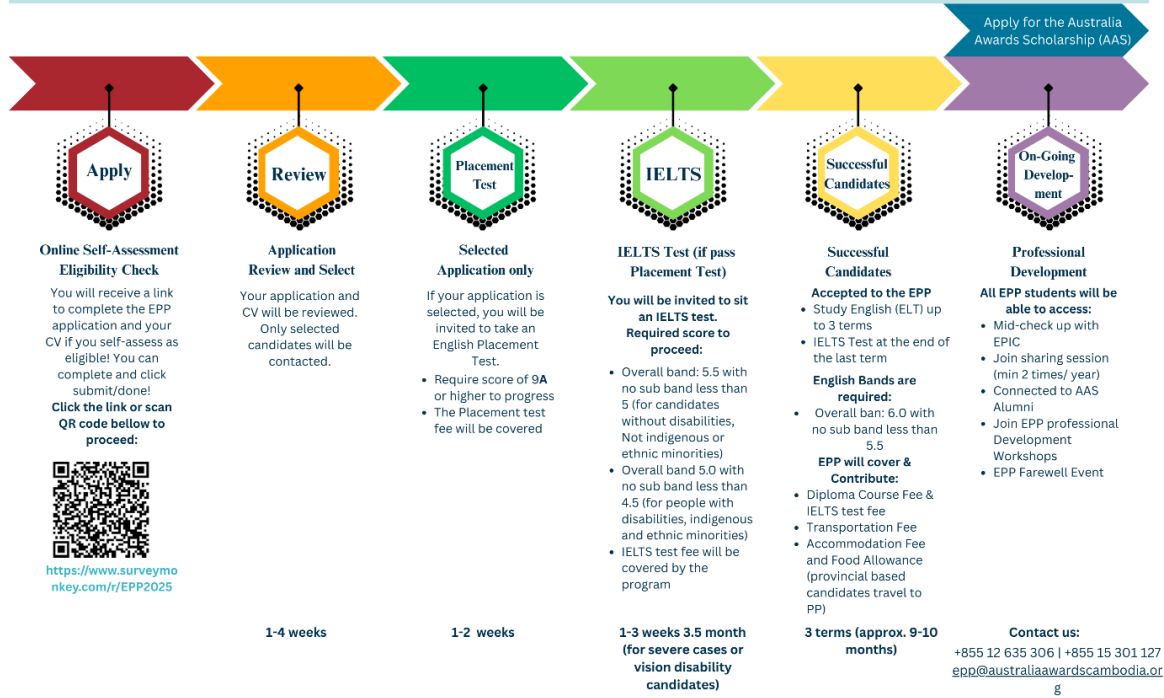 Apply for the Australia
Awards Scholarship (AAS)
Apply
Online Self-Assessment
Eligibility Check
You will receive a link
to complete the EPP
application and your
CV if you self-assess as
eligible! You can
complete and click
submit/done!
Click the link or scan
QR code bellow to
proceed:
https://www.surveymo
nkey.com/r/EPP2025
Review
Application
Review and Select
Your application and
CV will be reviewed.
Only selected
candidates will be
contacted.
1-4 weeks
Placement
Test
Selected
Application only
If your application is
selected, you will be
invited to take an
English Placement
Test.
• Require score of 9A
or higher to progress
• The Placement test
fee will be covered
1-2 weeks
IELTS
IELTS Test (if pass
Placement Test)
You will be invited to sit
an IELTS test.
Required score to
proceed:
• Overall band: 5.5 with
no sub band less than
5 (for candidates
without disabilities,
Not indigenous or
ethnic minorities)
• Overall band 5.0 with
no sub band less than
4.5 (for people with
disabilities, indigenous
and ethnic minorities)
• IELTS test fee will be
covered by the
program
1-3 weeks 3.5 month
(for severe cases or
vision disability
candidates)
Successful
Candidates
Successful
Candidates
Accepted to the EPP
• Study English (ELT) up
to 3 terms
• IELTS Test at the end of
the last term
English Bands are
required:
• Overall ban: 6.0 with
no sub band less than
5.5
EPP will cover &
Contribute:
• Diploma Course Fee &
IELTS test fee
• Transportation Fee
• Accommodation Fee
and Food Allowance
(provincial based
candidates travel to
PP)
3 terms (approx. 9-10
months)
On-Going
Develop-
ment
Professional
Development
All EPP students will be
able to access:
• Mid-check up with
EPIC
• Join sharing session
(min 2 times/ year)
• Connected to AAS
Alumni
• Join EPP professional
Development
Workshops
• EPP Farewell Event
Contact us:
+855 12 635 306 | +855 15 301 127
epp@australiaawardscambodia.or
g